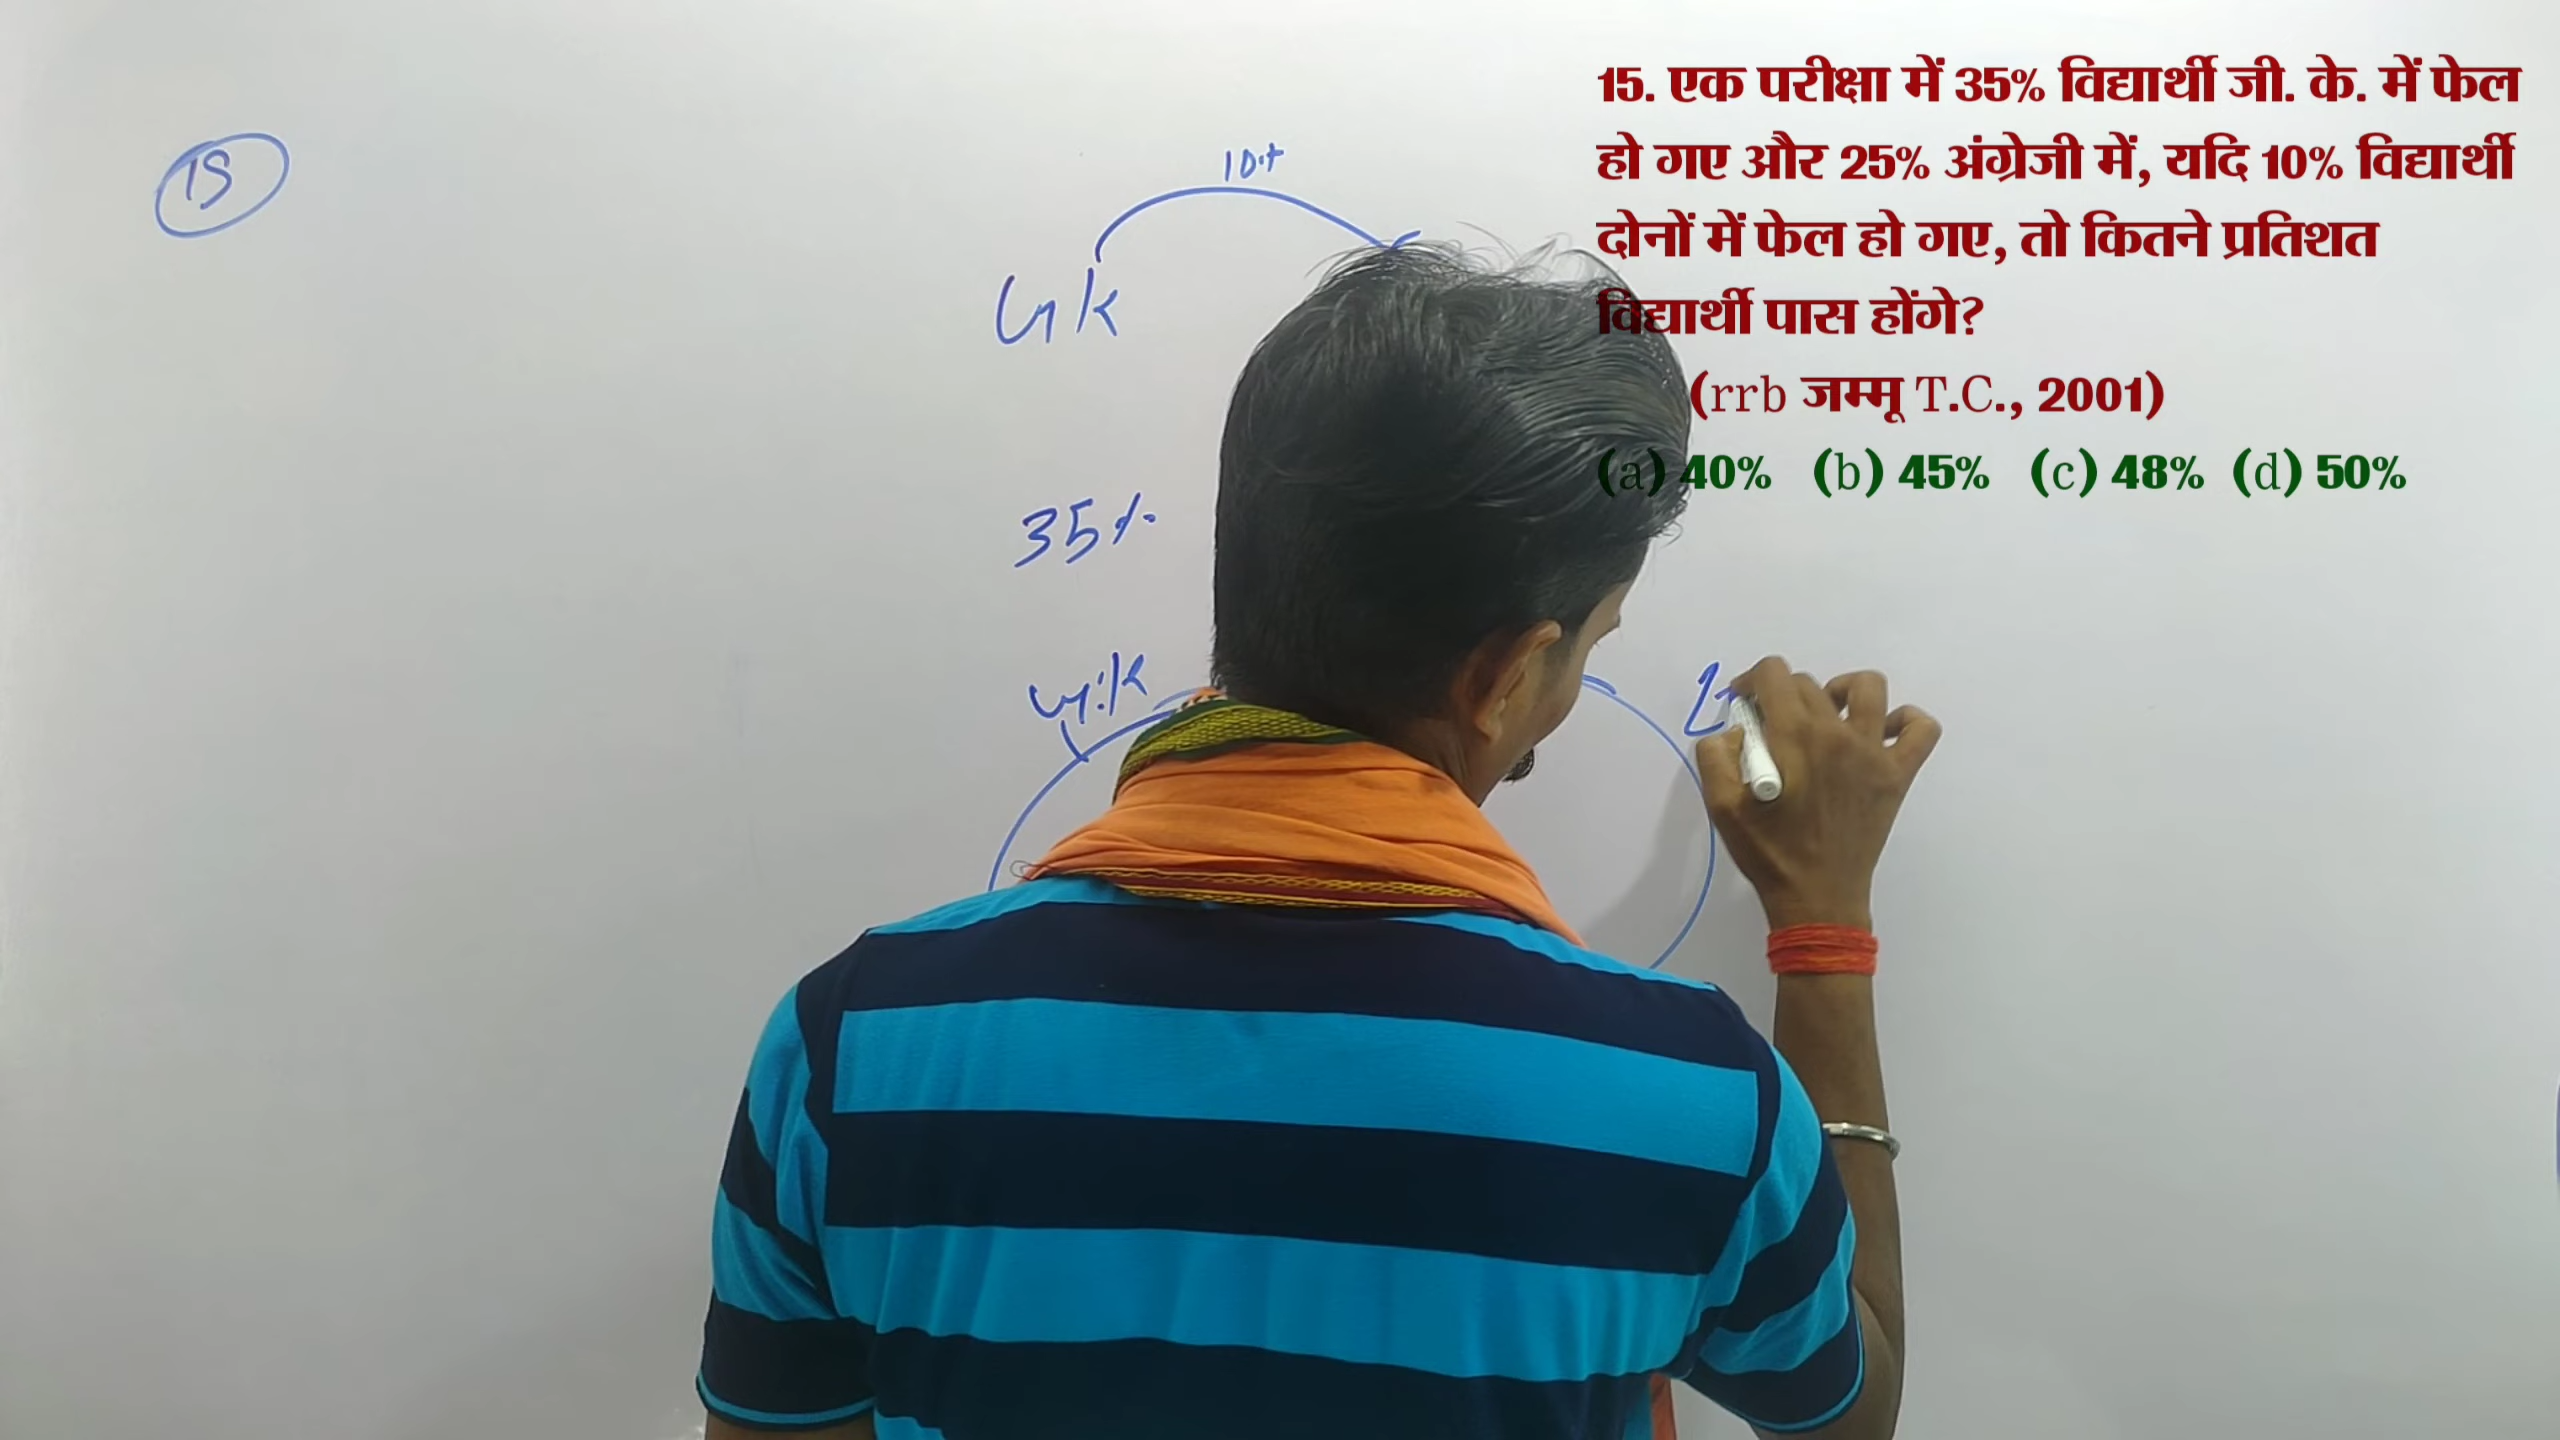 15
10%
GK
35%
G.K
15. एक परीक्षा में 35% विद्यार्थी जी. के. में फेल
हो गए और 25% अंग्रेजी में, यदि 10% विद्यार्थी
दोनों में फेल हो गए, तो कितने प्रतिशत
विद्यार्थी पास होंगे?
(rrb जम्मू T.C., 2001)
(a) 40% (b) 45% (c) 48% (d) 50%